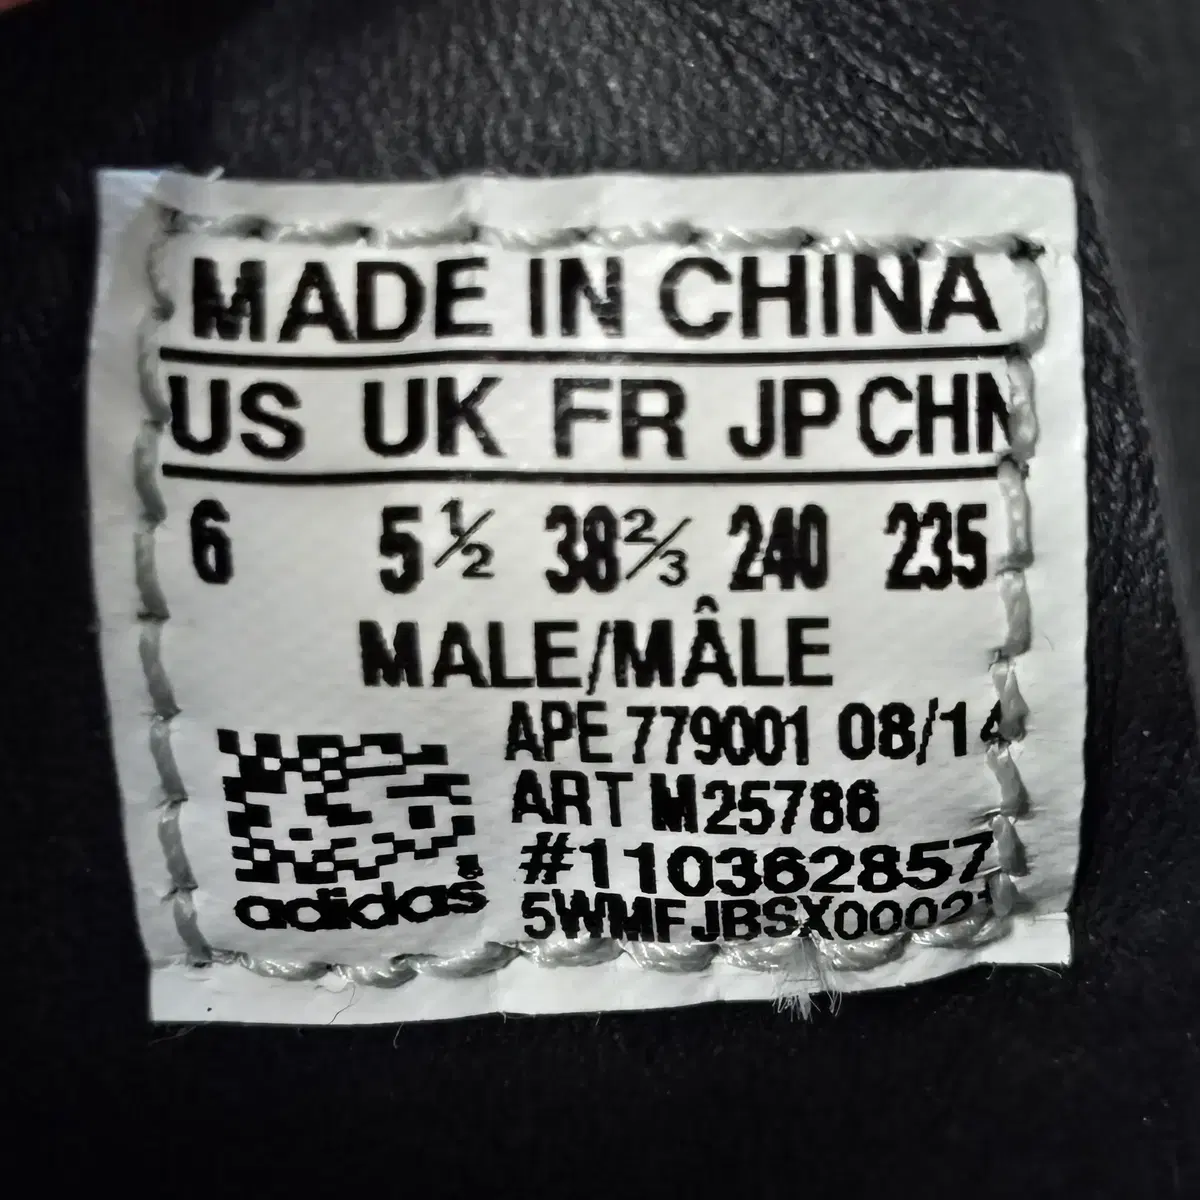 MADE IN CHINA
US UK FR JP CHN
6 5½ 38⅔ 240 235
MALE/MÂLE
APE 779001 08/14
ART M25786
#110362857
adidas®